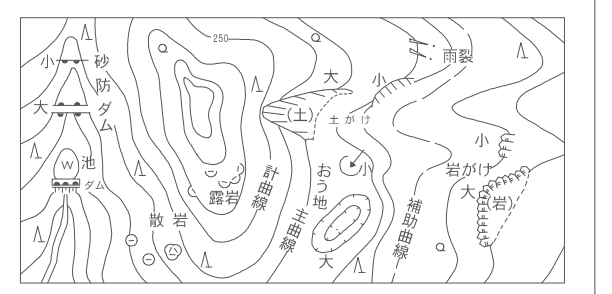 小 砂防ダム
大
250
雨裂
大
小
(土)
土がけ
小
岩がけ
大
(岩)
W 池
ダム
露岩
散岩
計曲線
主曲線
おう地
小
大
補助曲線